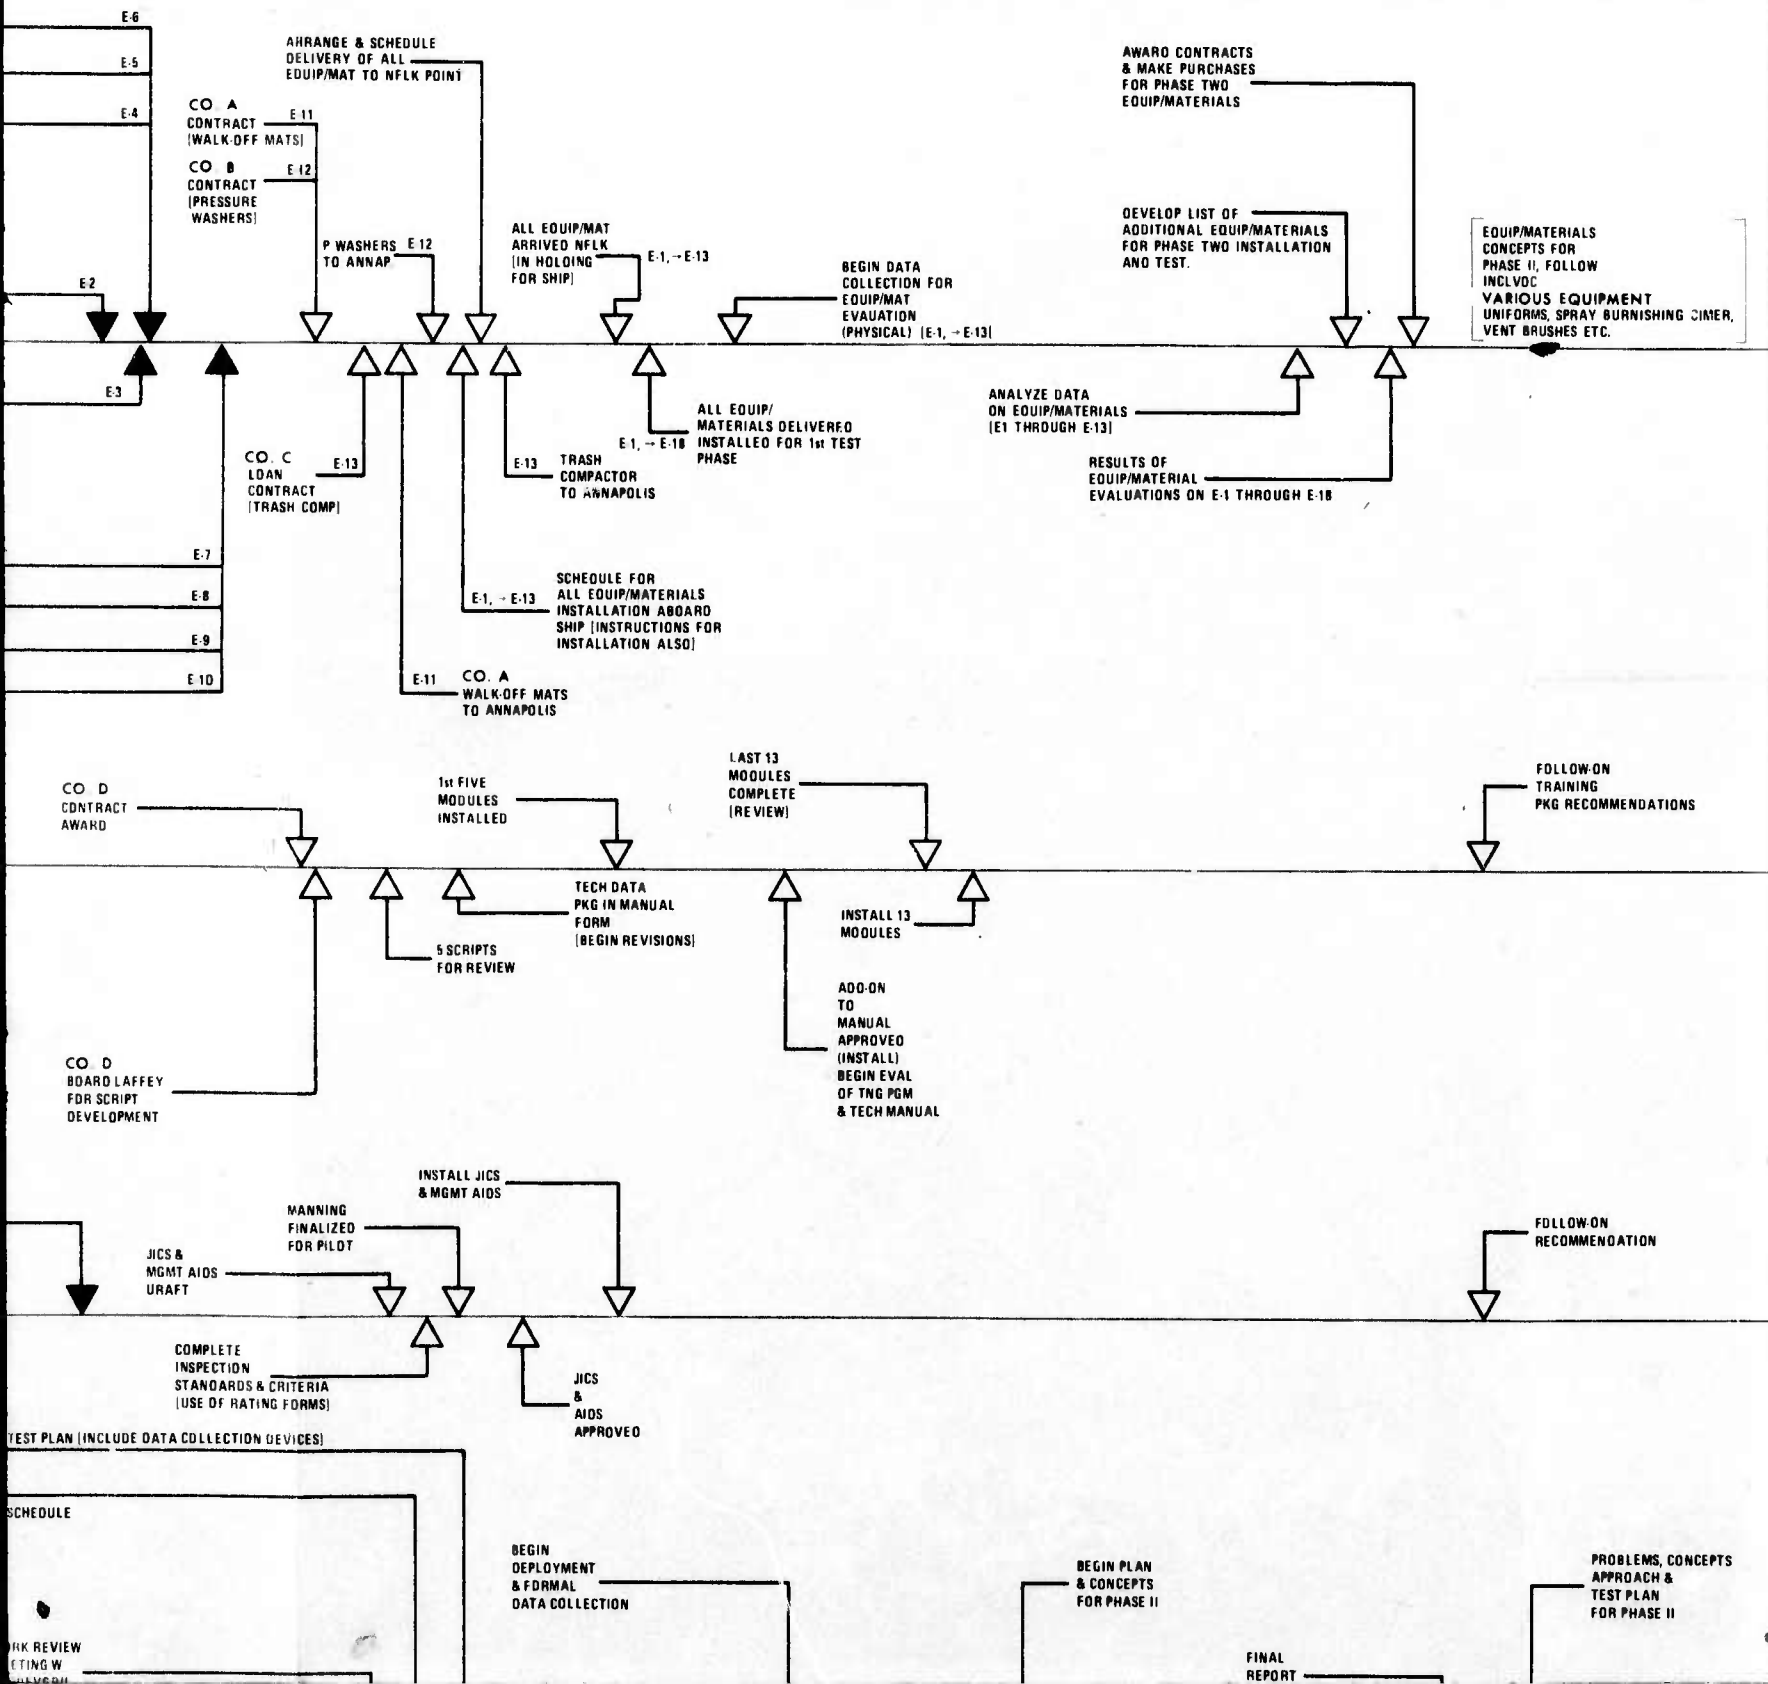 E-6
E-5
E-4
E-2
E-3
E-7
E-8
E-9
E-10
AHRANGE & SCHEDULE
DELIVERY OF ALL
EDUIP/MAT TO NFLK POINT
CO. A
CONTRACT E-11
[WALK-OFF MATS]
CO. B
CONTRACT E-12
[PRESSURE
WASHERS]
P WASHERS E-12
TO ANNAP
ALL EQUIP/MAT
ARRIVED NFLK
[IN HOLDING
FOR SHIP]
E-1, → E-13
BEGIN DATA
COLLECTION FOR
EQUIP/MAT
EVAUATION
(PHYSICAL) [E-1, → E-13]
AWARD CONTRACTS
& MAKE PURCHASES
FOR PHASE TWO
EQUIP/MATERIALS
DEVELOP LIST OF
ADDITIONAL EQUIP/MATERIALS
FOR PHASE TWO INSTALLATION
AND TEST.
EQUIP/MATERIALS
CONCEPTS FOR
PHASE II, FOLLOW
INCLVDC
VARIOUS EQUIPMENT
UNIFORMS, SPRAY BURNISHING
VENT BRUSHES ETC.
CO. C
LOAN
CONTRACT
[TRASH COMP]
E-13
E-13 TRASH
COMPACTOR
TO ANNAPOLIS
ALL EQUIP/
MATERIALS DELIVERED
E-1, → E-18 INSTALLED FOR 1st TEST
PHASE
ANALYZE DATA
ON EQUIP/MATERIALS
[E1 THROUGH E-13]
RESULTS OF
EQUIP/MATERIAL
EVALUATIONS ON E-1 THROUGH E-18
SCHEDULE FOR
ALL EQUIP/MATERIALS
E-1, → E-13 INSTALLATION ABOARD
SHIP [INSTRUCTIONS FOR
INSTALLATION ALSO]
E-11 CO. A
WALK-OFF MATS
TO ANNAPOLIS
CO. D
CONTRACT
AWARD
1st FIVE
MODULES
INSTALLED
LAST 13
MODULES
COMPLETE
[REVIEW]
FOLLOW-ON
TRAINING
PKG RECOMMENDATIONS
TECH DATA
PKG IN MANUAL
FORM
[BEGIN REVISIONS]
5 SCRIPTS
FOR REVIEW
INSTALL 13
MODULES
ADD-ON
TO
MANUAL
APPROVED
(INSTALL)
BEGIN EVAL
OF TNG PGM
& TECH MANUAL
CO. D
BOARD LAFFEY
FOR SCRIPT
DEVELOPMENT
INSTALL JICS
& MGMT AIDS
MANNING
FINALIZED
FOR PILOT
JICS &
MGMT AIDS
URAFT
FOLLOW-ON
RECOMMENDATION
COMPLETE
INSPECTION
STANDARDS & CRITERIA
[USE OF RATING FORMS]
JICS
&
AIDS
APPROVED
TEST PLAN [INCLUDE DATA COLLECTION DEVICES]
SCHEDULE
BEGIN
DEPLOYMENT
& FORMAL
DATA COLLECTION
BEGIN PLAN
& CONCEPTS
FOR PHASE II
PROBLEMS, CONCEPTS
APPROACH &
TEST PLAN
FOR PHASE II
REVIEW
W
FINAL
REPORT